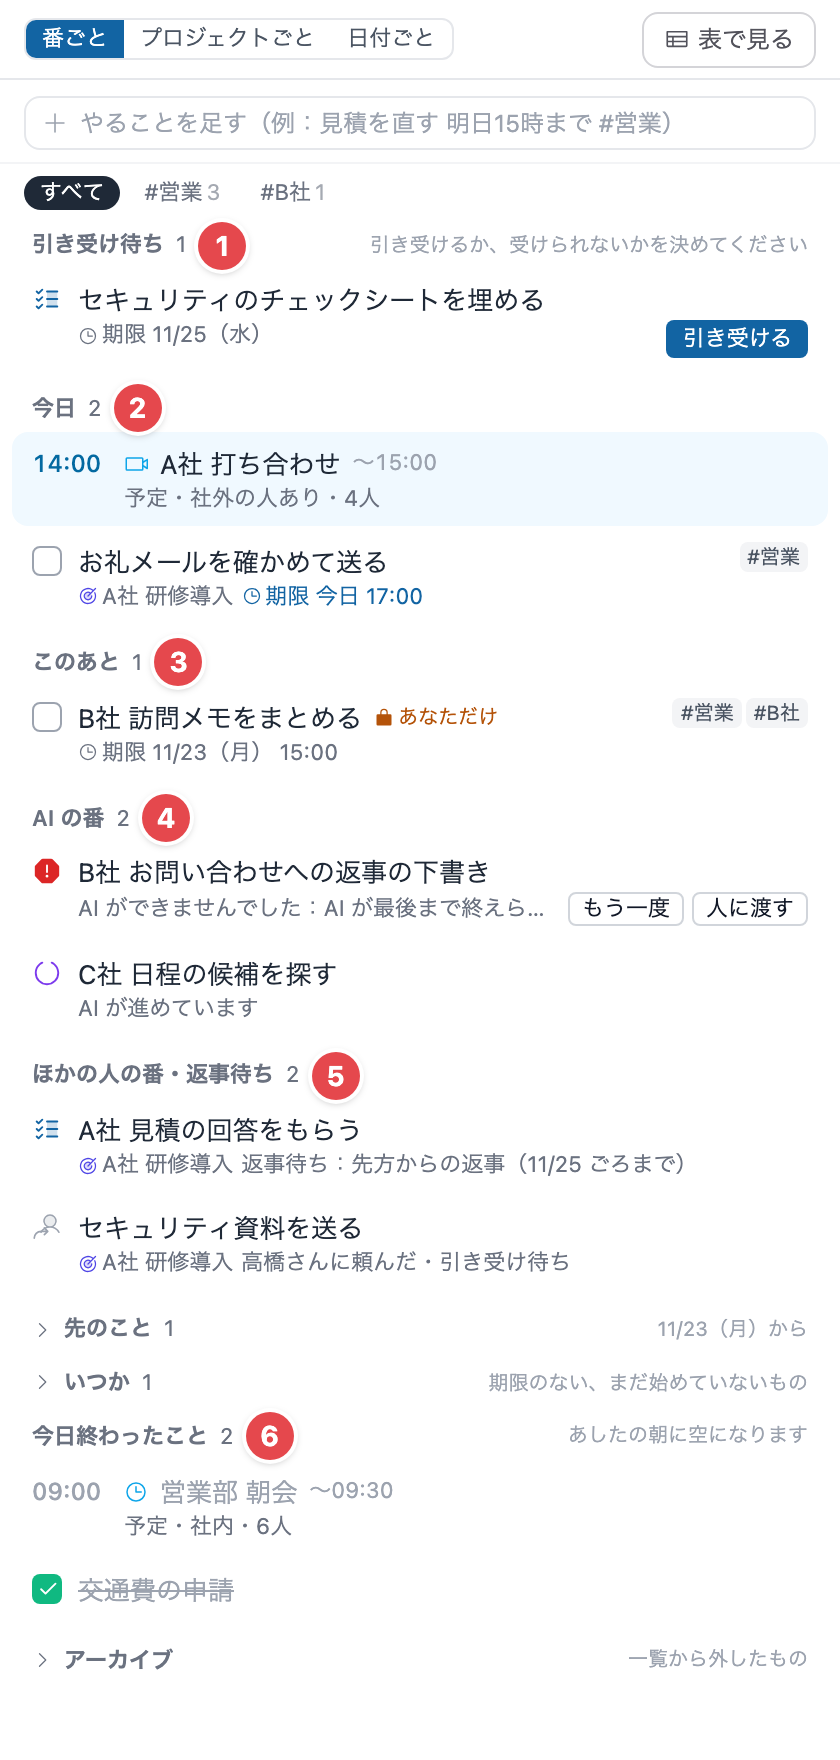 番ごと プロジェクトごと 日付ごと 表で見る
やることを足す（例：見積を直す 明日15時まで #営業）
すべて #営業 3 #B社 1
引き受け待ち 1 1 引き受けるか、受けられないかを決めてください
セキュリティのチェックシートを埋める
期限 11/25（水）
引き受ける
今日 2 2
14:00 A社 打ち合わせ 〜15:00
予定・社外の人あり・4人
お礼メールを確かめて送る #営業
A社 研修導入 期限 今日 17:00
このあと 1 3
B社 訪問メモをまとめる あなただけ #営業 #B社
期限 11/23（月） 15:00
AI の番 2 4
B社 お問い合わせへの返事の下書き
AI ができませんでした：AI が最後まで終えら... もう一度 人に渡す
C社 日程の候補を探す
AI が進めています
ほかの人の番・返事待ち 2 5
A社 見積の回答をもらう
A社 研修導入 返事待ち：先方からの返事（11/25 ごろまで）
セキュリティ資料を送る
A社 研修導入 高橋さんに頼んだ・引き受け待ち
先のこと 1 11/23（月）から
いつか 1 期限のない、まだ始めていないもの
今日終わったこと 2 6 あしたの朝に空になります
09:00 営業部 朝会 〜09:30
予定・社内・6人
交通費の申請
アーカイブ 一覧から外したもの